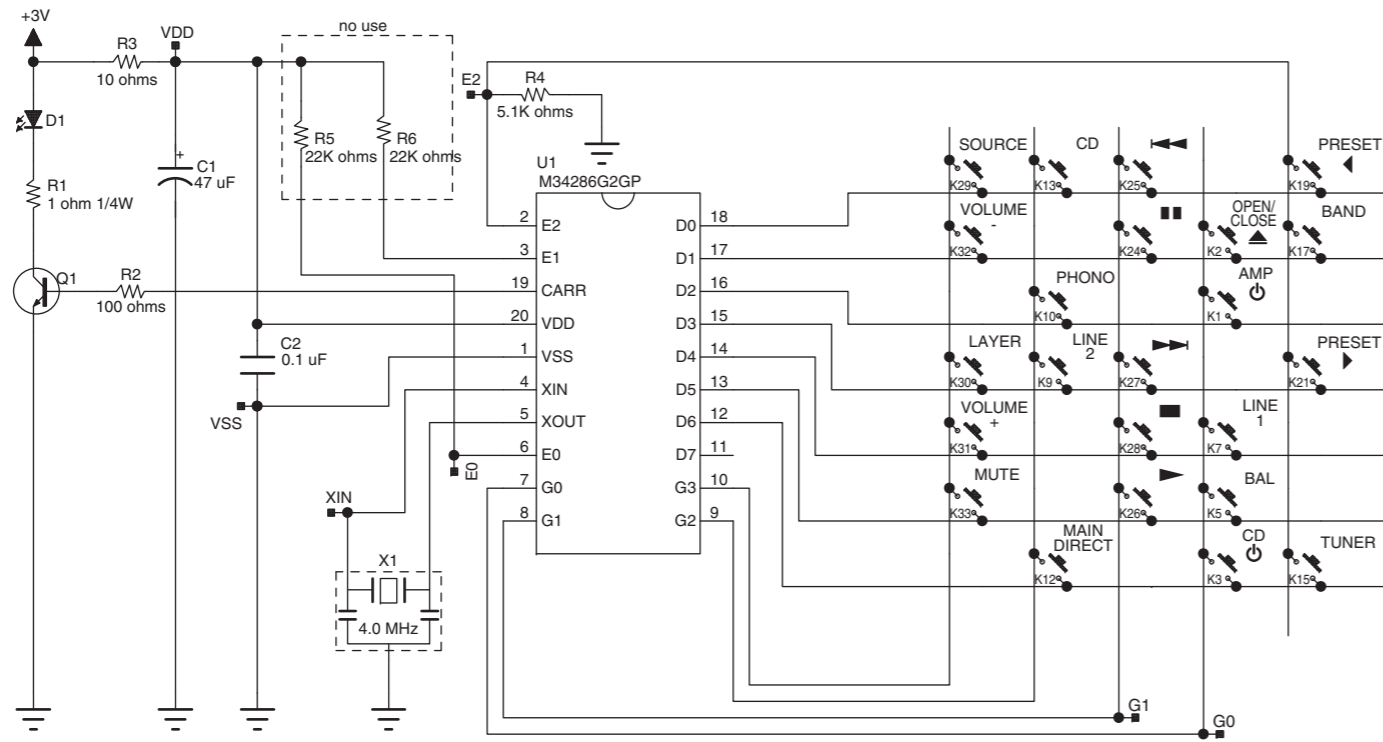 +3V
R3
10 ohms
VDD
no use
E2
R4
5.1K ohms
D1
R5
22K ohms
R6
22K ohms
+
C1
47 uF
R1
1 ohm 1/4W
U1
M34286G2GP
2
E2
3
E1
19
CARR
20
VDD
1
VSS
4
XIN
5
XOUT
6
E0
7
G0
8
G1
D0
18
D1
17
D2
16
D3
15
D4
14
D5
13
D6
12
D7
11
G3
10
G2
9
Q1
R2
100 ohms
C2
0.1 uF
VSS
E0
XIN
X1
4.0 MHz
SOURCE
CD
PRESET
K29
K13
K25
K19
VOLUME
-
OPEN/
CLOSE
BAND
K32
K24
K2
K17
PHONO
AMP
K10
K1
LAYER
LINE
2
PRESET
K30
K9
K27
K21
VOLUME
+
LINE
1
K31
K28
K7
MUTE
BAL
K33
K26
K5
MAIN
DIRECT
CD
TUNER
K12
K3
K15
G1
G0